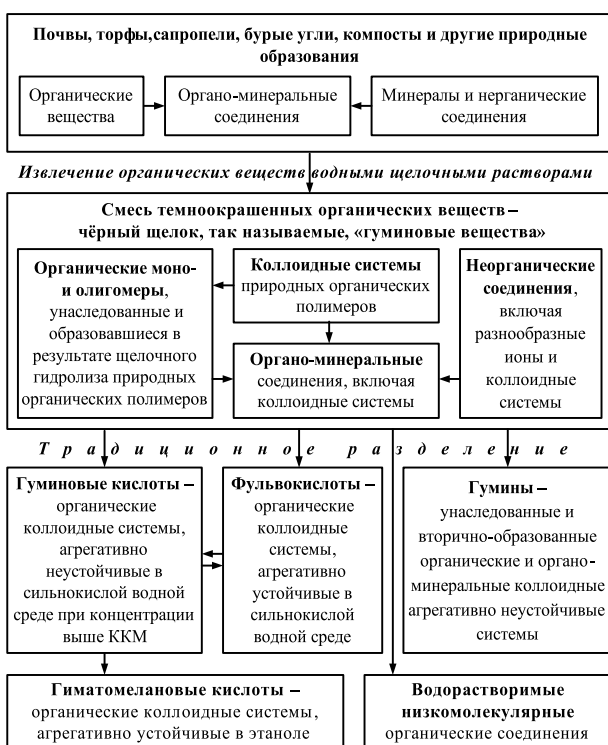 Почвы, торфы,сапропели, бурые угли, компосты и другие природные
образования
Органические
вещества
Органо-минеральные
соединения
Минералы и нерганические
соединения
Извлечение органических веществ водными щелочными растворами
Смесь темноокрашенных органических веществ –
чёрный щелок, так называемые, «гуминовые вещества»
Органические моно-
и олигомеры,
унаследованные и
образовавшиеся в
результате щелочного
гидролиза природных
органических полимеров
Коллоидные системы
природных органических
полимеров
Органо-минеральные
соединения, включая
коллоидные системы
Неорганические
соединения,
включая
разнообразные
ионы и
коллоидные
системы
Традиционное разделение
Гуминовые кислоты –
органические
коллоидные системы,
агрегативно
неустойчивые в
сильнокислой водной
среде при концентрации
выше ККМ
Фульвокислоты –
органические
коллоидные
системы,
агрегативно
устойчивые в
сильнокислой
водной среде
Гумины –
унаследованные и
вторично-образованные
органические и органо-
минеральные коллоидные
агрегативно неустойчивые
системы
Гиматомелановые кислоты –
органические коллоидные системы,
агрегативно устойчивые в этаноле
Водорастворимые
низкомолекулярные
органические соединения